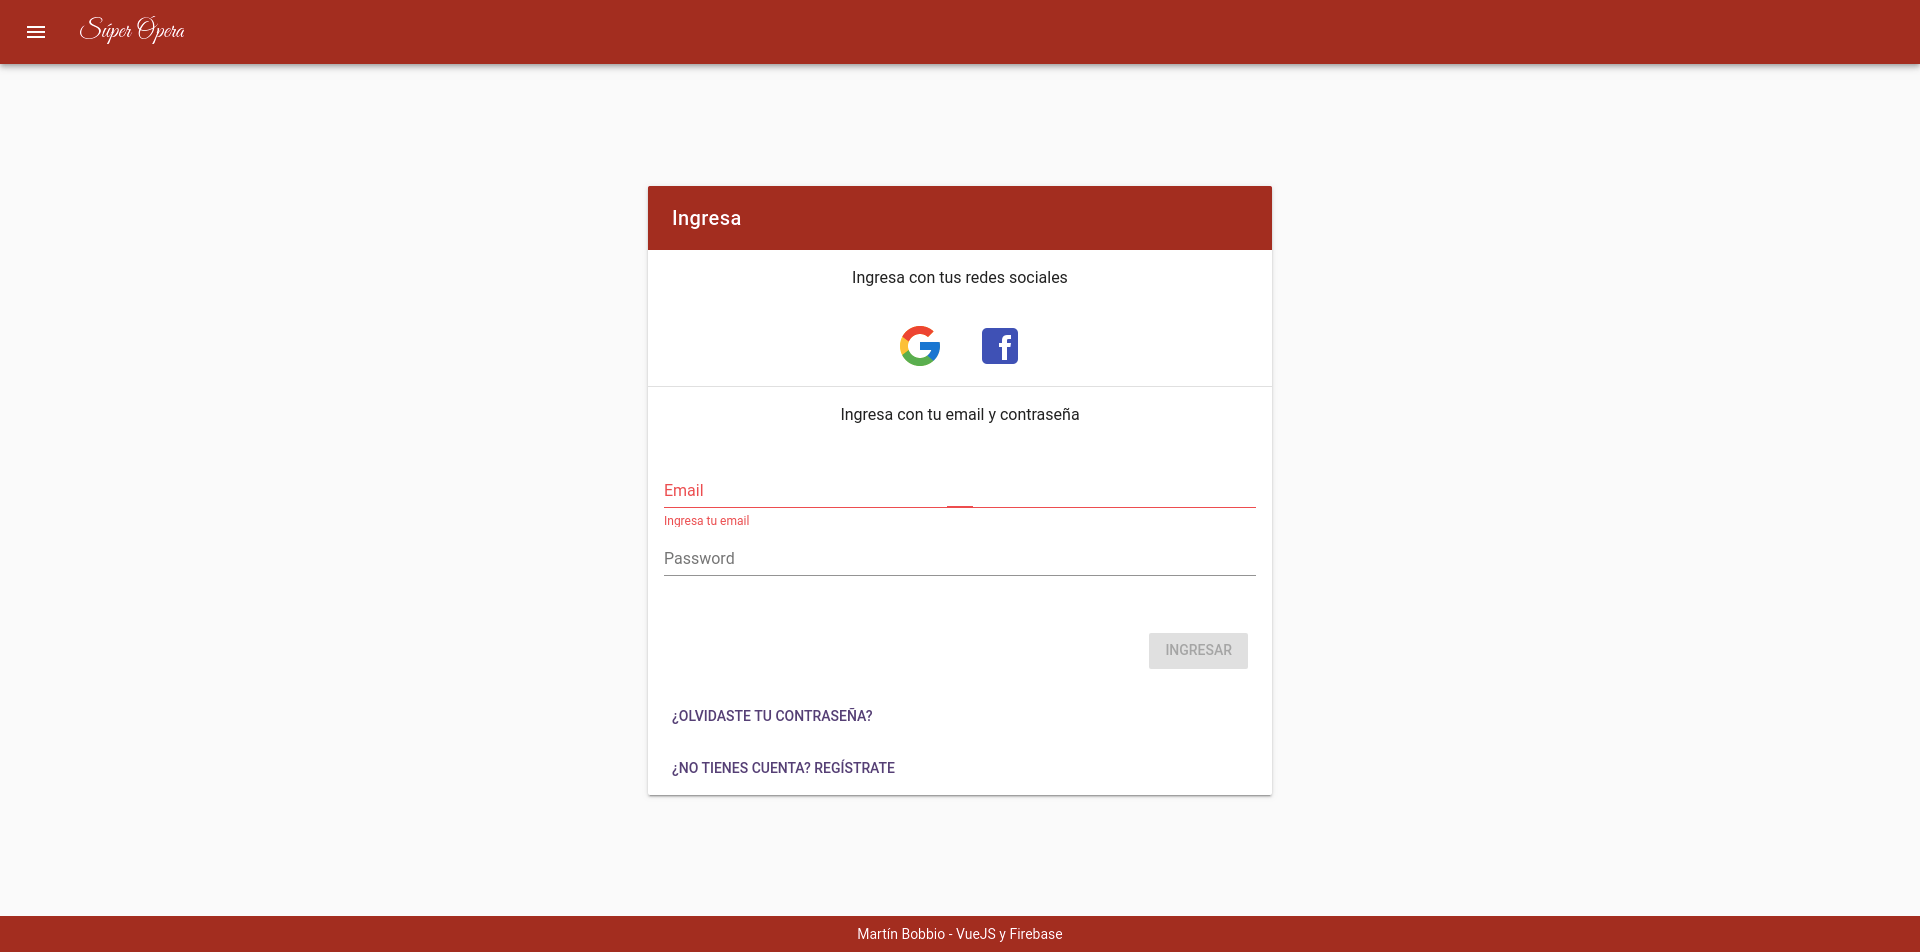 Súper Ópera
Ingresa
Ingresa con tus redes sociales
Ingresa con tu email y contraseña
Email
Ingresa tu email
Password
INGRESAR
¿OLVIDASTE TU CONTRASEÑA?
¿NO TIENES CUENTA? REGÍSTRATE
Martín Bobbio - VueJS y Firebase